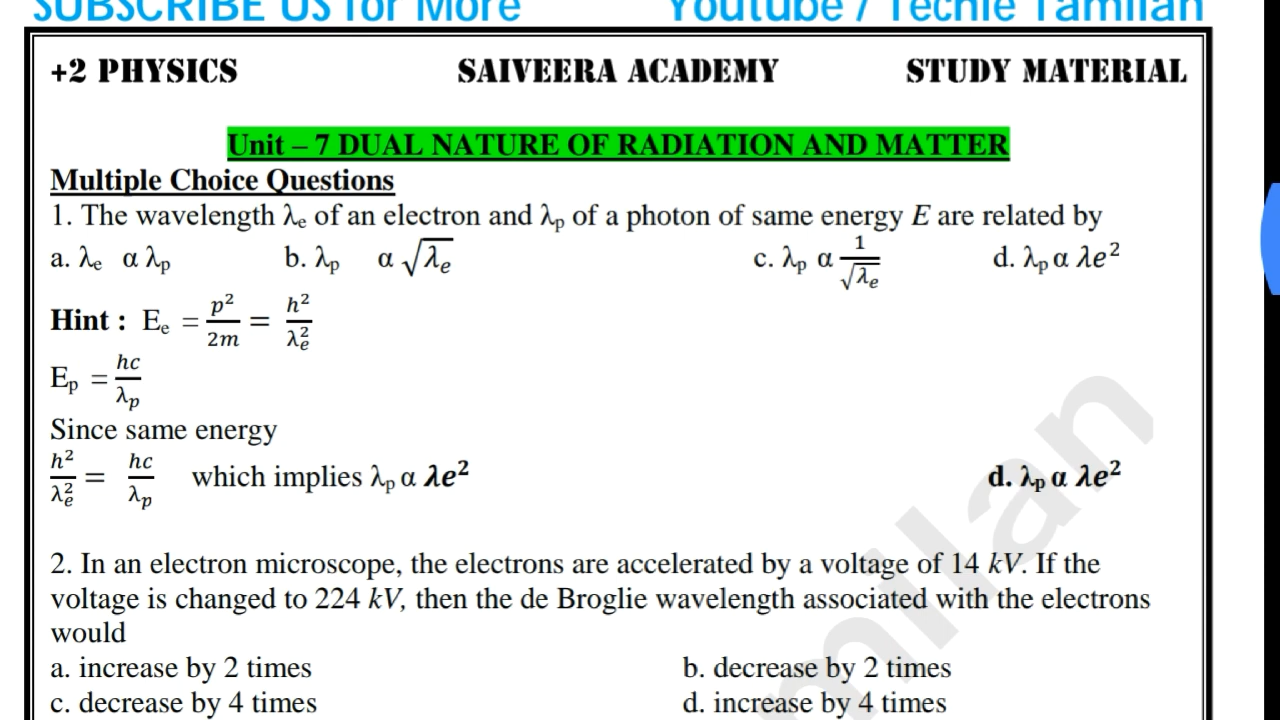 SUBSCRIBE US for More Youtube / Techie Tamilan
+2 PHYSICS SAIVEERA ACADEMY STUDY MATERIAL
Unit – 7 DUAL NATURE OF RADIATION AND MATTER
Multiple Choice Questions
1. The wavelength λₑ of an electron and λₚ of a photon of same energy E are related by
a. λₑ α λₚ b. λₚ α √λₑ c. λₚ α 1/√λₑ d. λₚ α λe²
Hint : Eₑ = p²/2m = h²/λₑ²
Eₚ = hc/λₚ
Since same energy
h²/λₑ² = hc/λₚ which implies λₚ α λe² d. λₚ α λe²
2. In an electron microscope, the electrons are accelerated by a voltage of 14 kV. If the
voltage is changed to 224 kV, then the de Broglie wavelength associated with the electrons
would
a. increase by 2 times b. decrease by 2 times
c. decrease by 4 times d. increase by 4 times
milan